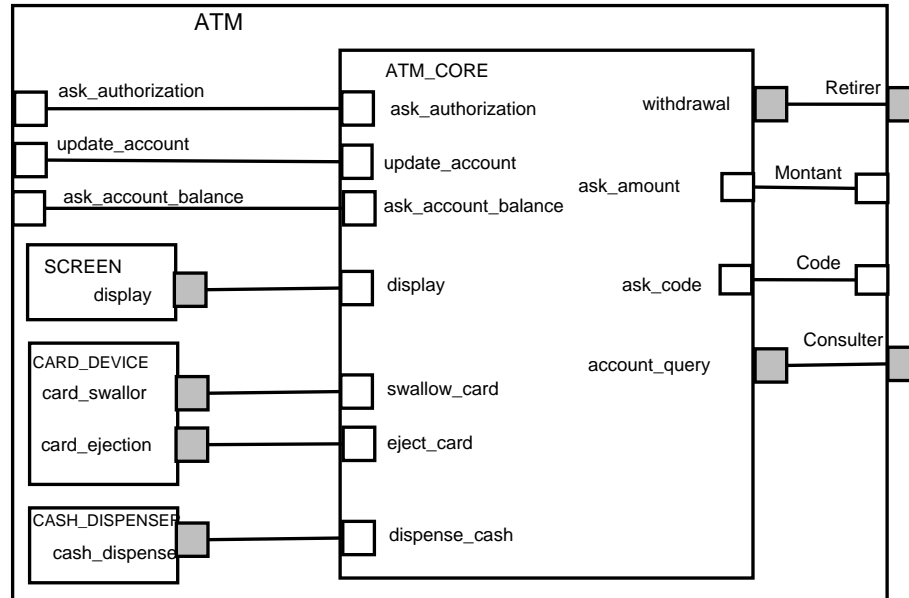 ATM
ATM_CORE
ask_authorization
ask_authorization
withdrawal
Retirer
update_account
update_account
ask_amount
Montant
ask_account_balance
ask_account_balance
SCREEN
display
display
ask_code
Code
CARD_DEVICE
card_swallor
swallow_card
account_query
Consulter
card_ejection
eject_card
CASH_DISPENSER
cash_dispense
dispense_cash